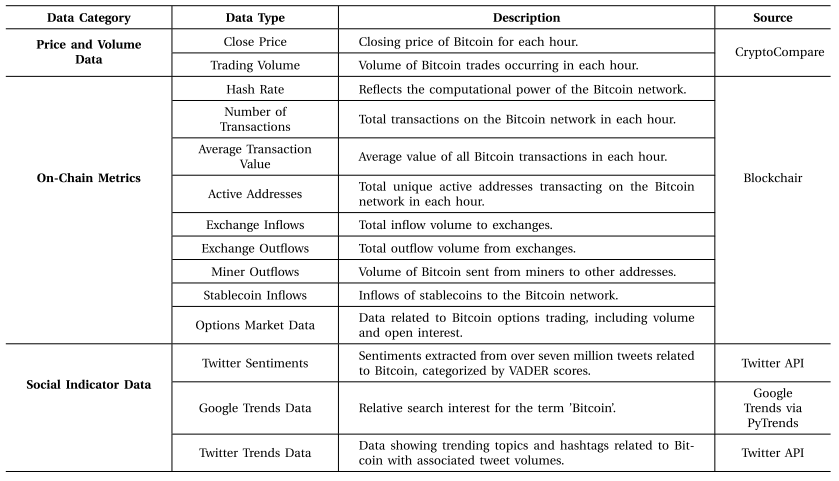 Data Category Data Type Description Source
Price and Volume
Data
Close Price Closing price of Bitcoin for each hour.
Trading Volume Volume of Bitcoin trades occurring in each hour.
CryptoCompare
On-Chain Metrics
Hash Rate Reflects the computational power of the Bitcoin network.
Number of
Transactions
Total transactions on the Bitcoin network in each hour.
Average Transaction
Value
Average value of all Bitcoin transactions in each hour.
Active Addresses
Total unique active addresses transacting on the Bitcoin
network in each hour.
Exchange Inflows Total inflow volume to exchanges.
Exchange Outflows Total outflow volume from exchanges.
Miner Outflows Volume of Bitcoin sent from miners to other addresses.
Stablecoin Inflows Inflows of stablecoins to the Bitcoin network.
Options Market Data
Data related to Bitcoin options trading, including volume
and open interest.
Blockchair
Social Indicator Data
Twitter Sentiments
Sentiments extracted from over seven million tweets related
to Bitcoin, categorized by VADER scores.
Twitter API
Google Trends Data Relative search interest for the term 'Bitcoin'.
Google
Trends via
PyTrends
Twitter Trends Data
Data showing trending topics and hashtags related to Bit-
coin with associated tweet volumes.
Twitter API